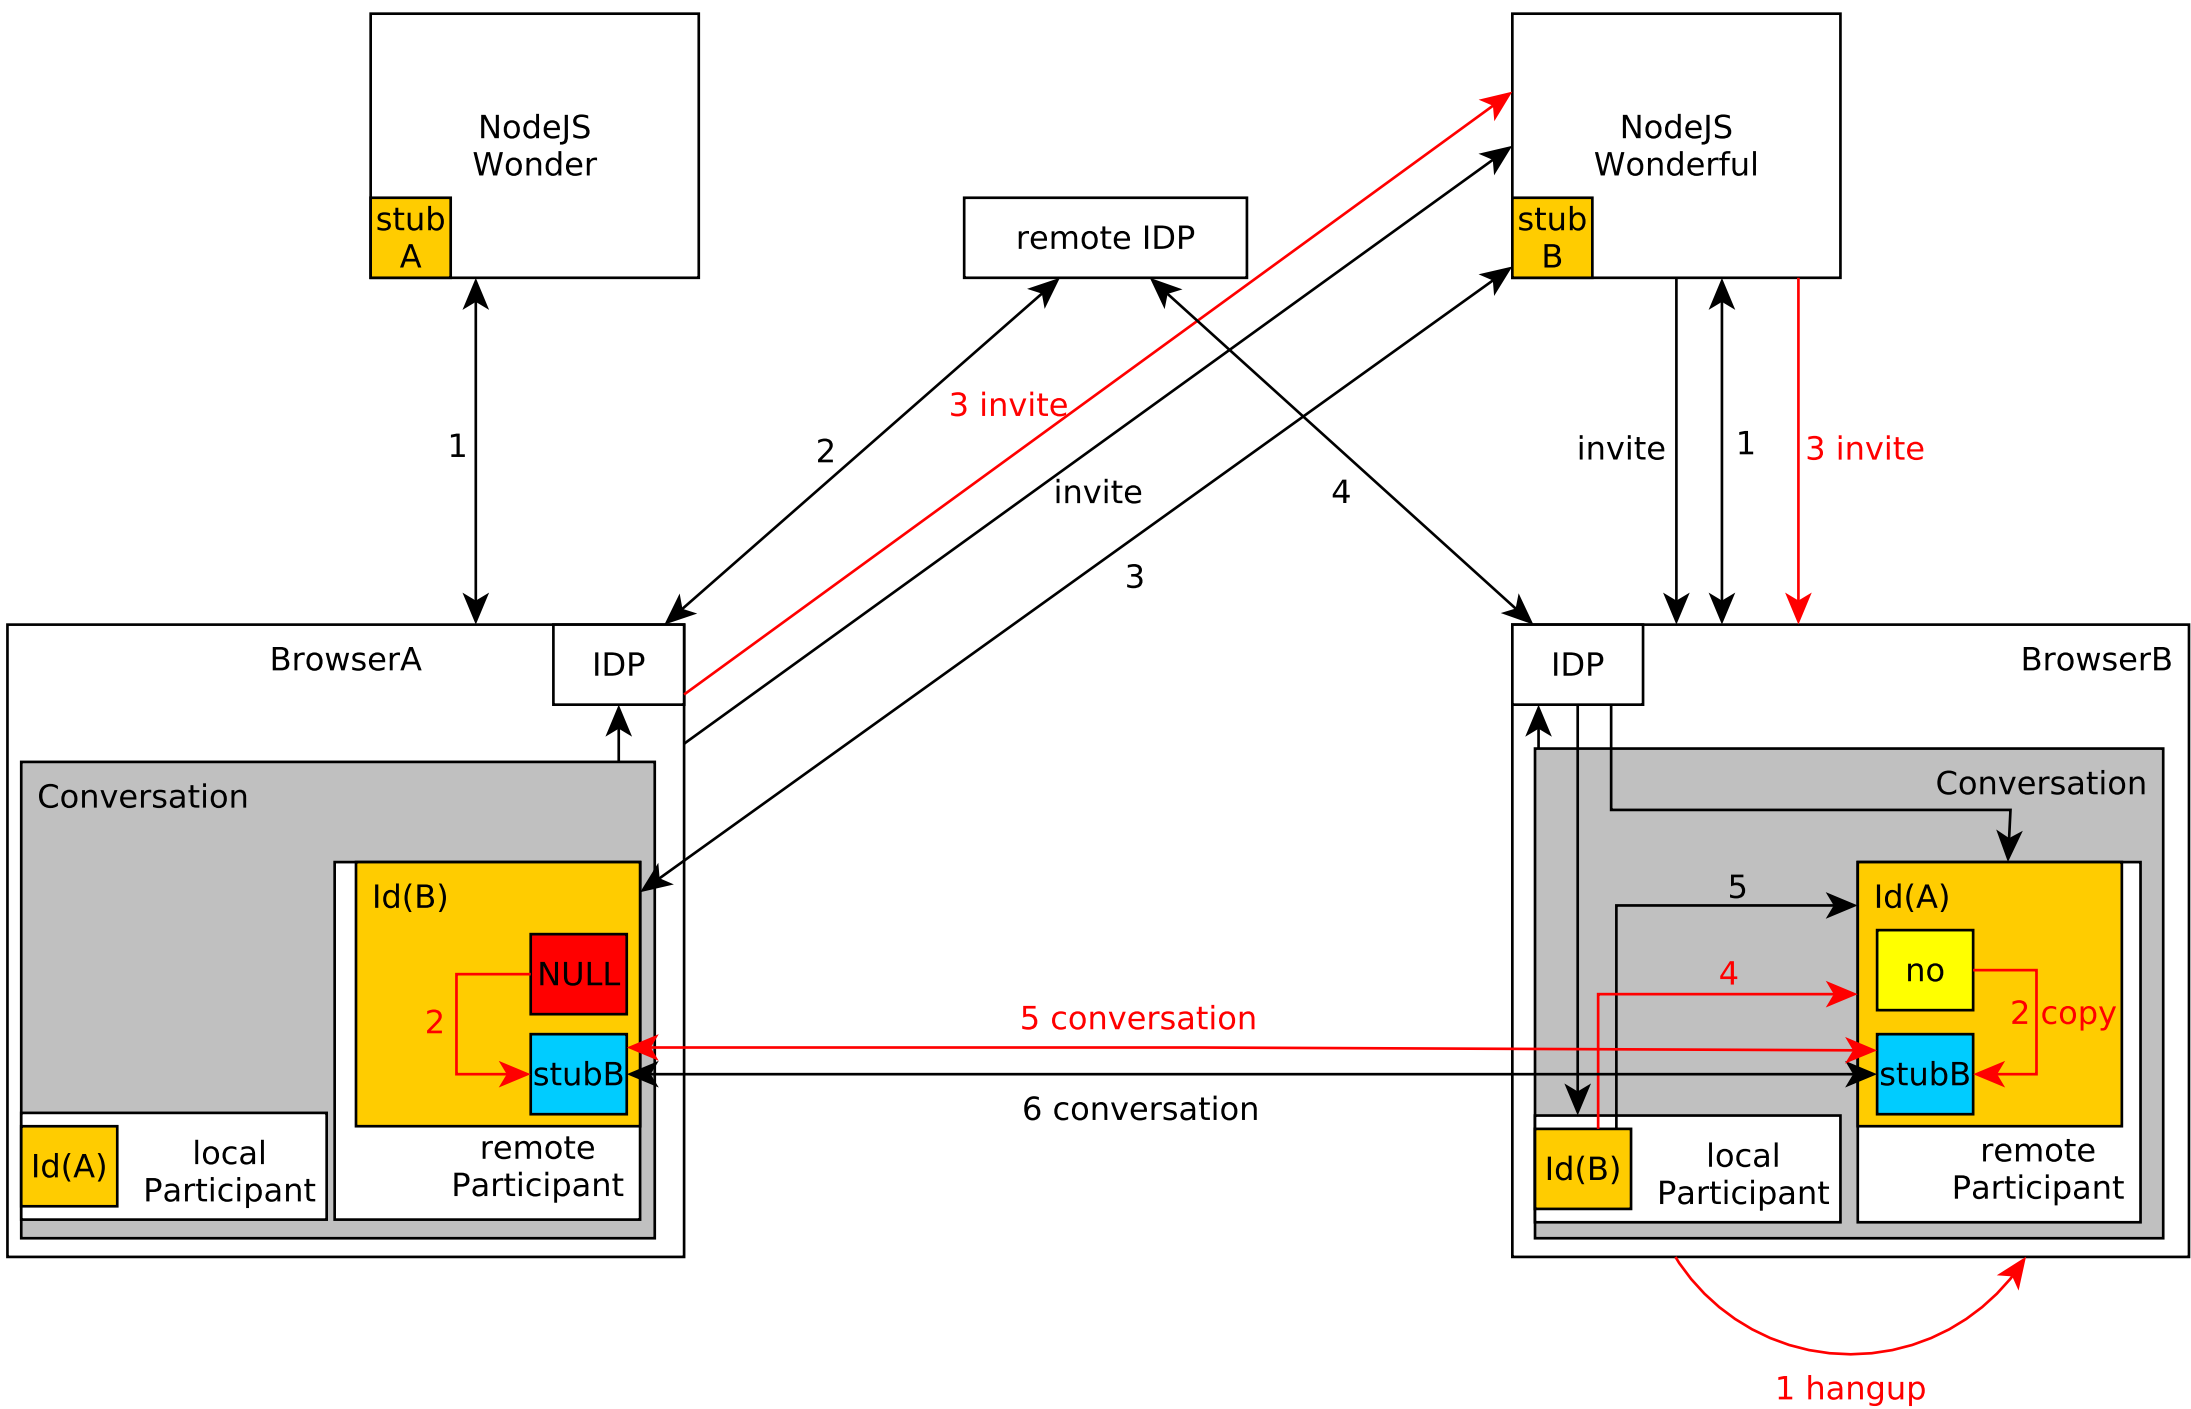 NodeJS
Wonder
stub
A
remote IDP
NodeJS
Wonderful
stub
B
3 invite
2
1
invite
4
3
invite
1
3 invite
BrowserA
IDP
IDP
BrowserB
Conversation
Conversation
Id(B)
NULL
2
stubB
5
Id(A)
no
4
2 copy
stubB
5 conversation
6 conversation
Id(A)
local
Participant
remote
Participant
Id(B)
local
Participant
remote
Participant
1 hangup